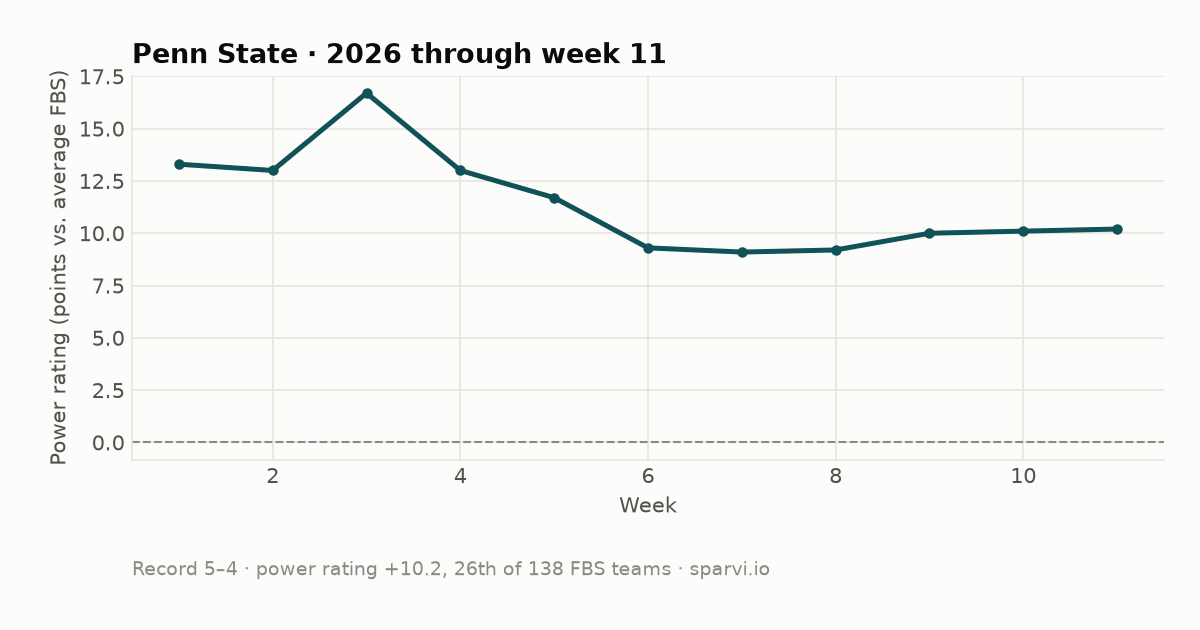 Penn State · 2026 through week 11
Power rating (points vs. average FBS)
17.5
15.0
12.5
10.0
7.5
5.0
2.5
0.0
2 4 6 8 10
Week
Record 5–4 · power rating +10.2, 26th of 138 FBS teams · sparvi.io